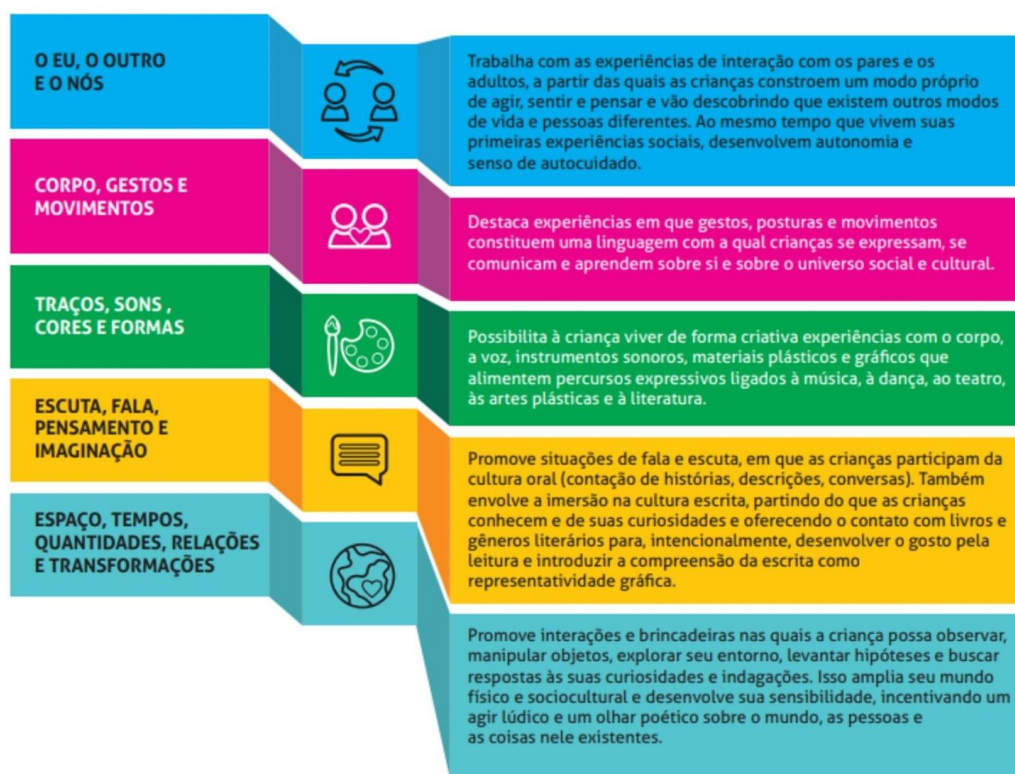 O EU, O OUTRO
E O NÓS
Trabalha com as experiências de interação com os pares e os
adultos, a partir das quais as crianças constroem um modo próprio
de agir, sentir e pensar e vão descobrindo que existem outros modos
de vida e pessoas diferentes. Ao mesmo tempo que vivem suas
primeiras experiências sociais, desenvolvem autonomia e
senso de autocuidado.
CORPO, GESTOS E
MOVIMENTOS
Destaca experiências em que gestos, posturas e movimentos
constituem uma linguagem com a qual crianças se expressam, se
comunicam e aprendem sobre si e sobre o universo social e cultural.
TRAÇOS, SONS ,
CORES E FORMAS
Possibilita à criança viver de forma criativa experiências com o corpo,
a voz, instrumentos sonoros, materiais plásticos e gráficos que
alimentem percursos expressivos ligados à música, à dança, ao teatro,
às artes plásticas e à literatura.
ESCUTA, FALA,
PENSAMENTO E
IMAGINAÇÃO
Promove situações de fala e escuta, em que as crianças participam da
cultura oral (contação de histórias, descrições, conversas). Também
envolve a imersão na cultura escrita, partindo do que as crianças
conhecem e de suas curiosidades e oferecendo o contato com livros e
gêneros literários para, intencionalmente, desenvolver o gosto pela
leitura e introduzir a compreensão da escrita como
representatividade gráfica.
ESPAÇO, TEMPOS,
QUANTIDADES, RELAÇÕES
E TRANSFORMAÇÕES
Promove interações e brincadeiras nas quais a criança possa observar,
manipular objetos, explorar seu entorno, levantar hipóteses e buscar
respostas às suas curiosidades e indagações. Isso amplia seu mundo
físico e sociocultural e desenvolve sua sensibilidade, incentivando um
agir lúdico e um olhar poético sobre o mundo, as pessoas e
as coisas nele existentes.